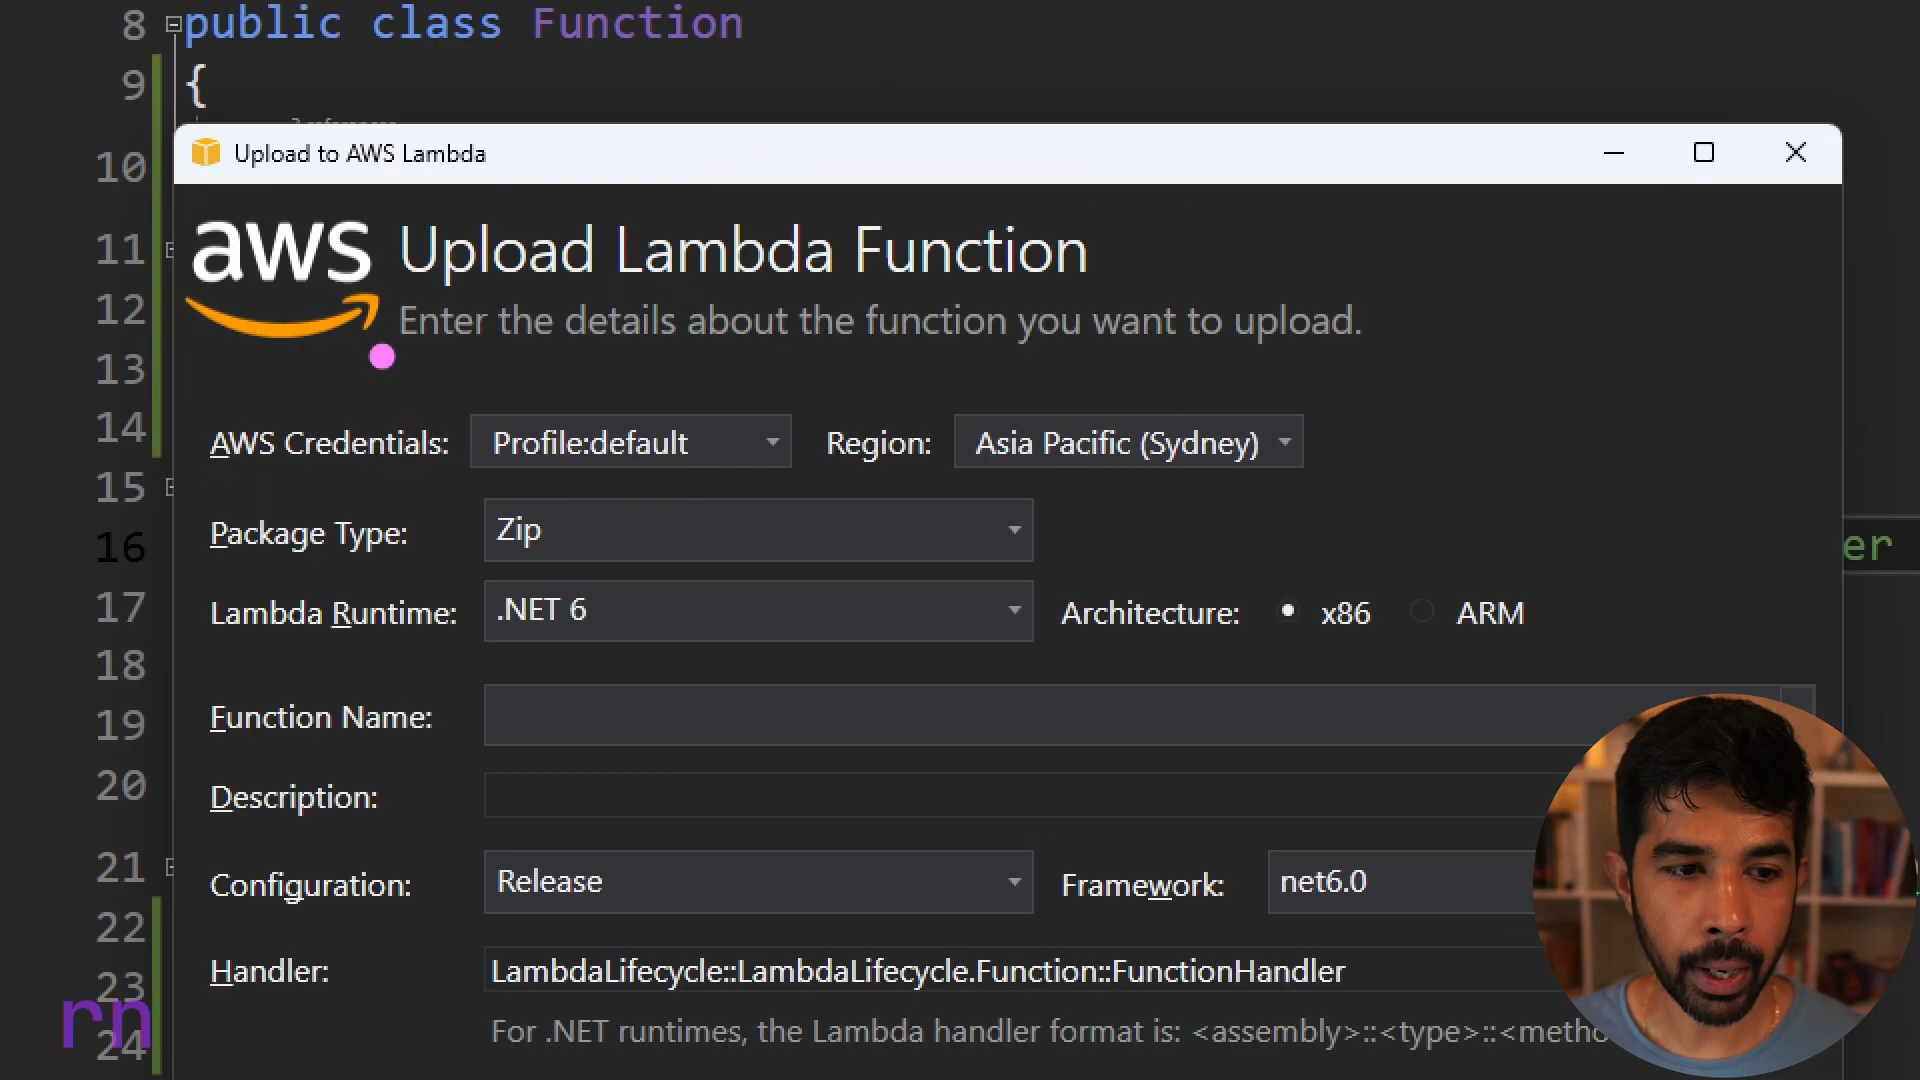 8 public class Function
9 {
10
Upload to AWS Lambda
aws Upload Lambda Function
11
12 Enter the details about the function you want to upload.
13
14 AWS Credentials: Profile:default Region: Asia Pacific (Sydney)
15
16 Package Type: Zip er
17 Lambda Runtime: .NET 6 Architecture: x86 ARM
18
19 Function Name:
20 Description:
21 Configuration: Release Framework: net6.0
22
23 Handler: LambdaLifecycle::LambdaLifecycle.Function::FunctionHandler
rn
24 For .NET runtimes, the Lambda handler format is: <assembly>::<type>::<metho